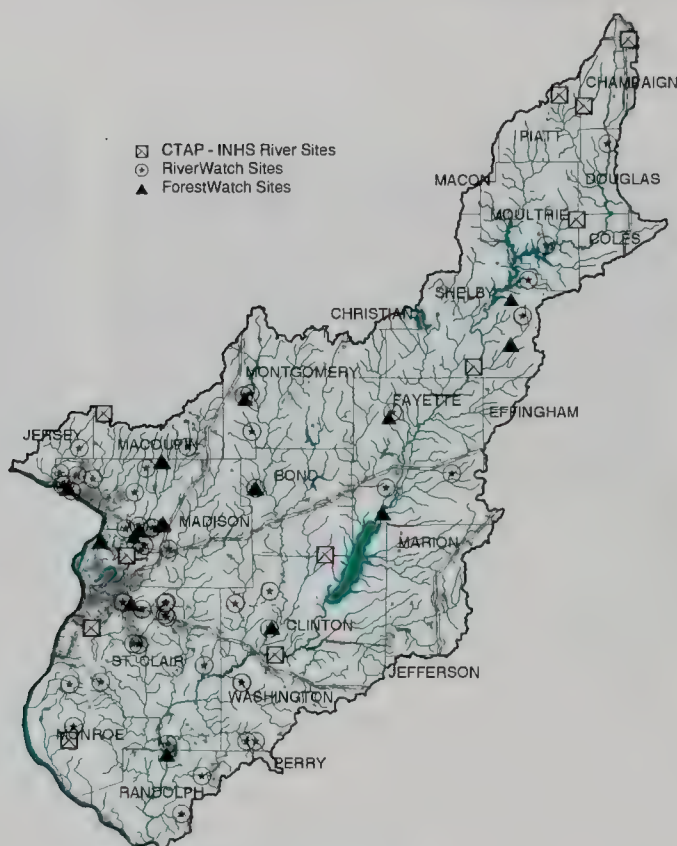 CHAMPAIGN
CTAP - INHS River Sites
RiverWatch Sites
ForestWatch Sites
PIATT
MACON
DOUGLAS
MOULTRIE
COLES
SHELBY
CHRISTIAN
MONTGOMERY
FAYETTE
EFFINGHAM
JERSEY
MACOUPIN
BOND
MADISON
MARION
CLINTON
ST. CLAIR
JEFFERSON
WASHINGTON
MONROE
PERRY
RANDOLPH